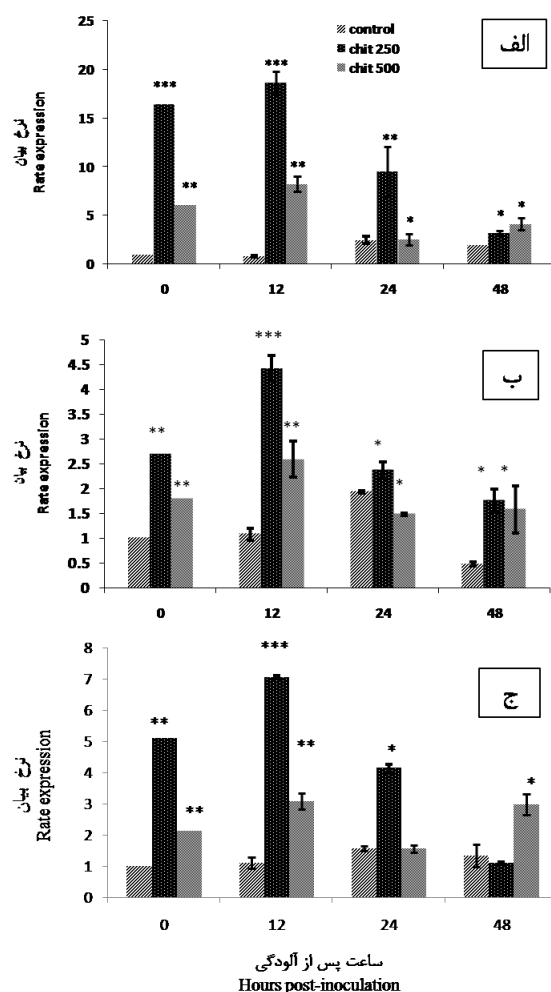 control
chit 250
chit 500
الف
25
20
15
10
5
0
***
**
***
**
**
*
*
*
نرخ بیان
Rate expression
0 12 24 48
ب
5
4.5
4
3.5
3
2.5
2
1.5
1
0.5
0
**
**
***
**
*
*
*
*
نرخ بیان
Rate expression
0 12 24 48
ج
8
7
6
5
4
3
2
1
0
**
**
***
**
*
*
نرخ بیان
Rate expression
0 12 24 48
ساعت پس از آلودگی
Hours post-inoculation